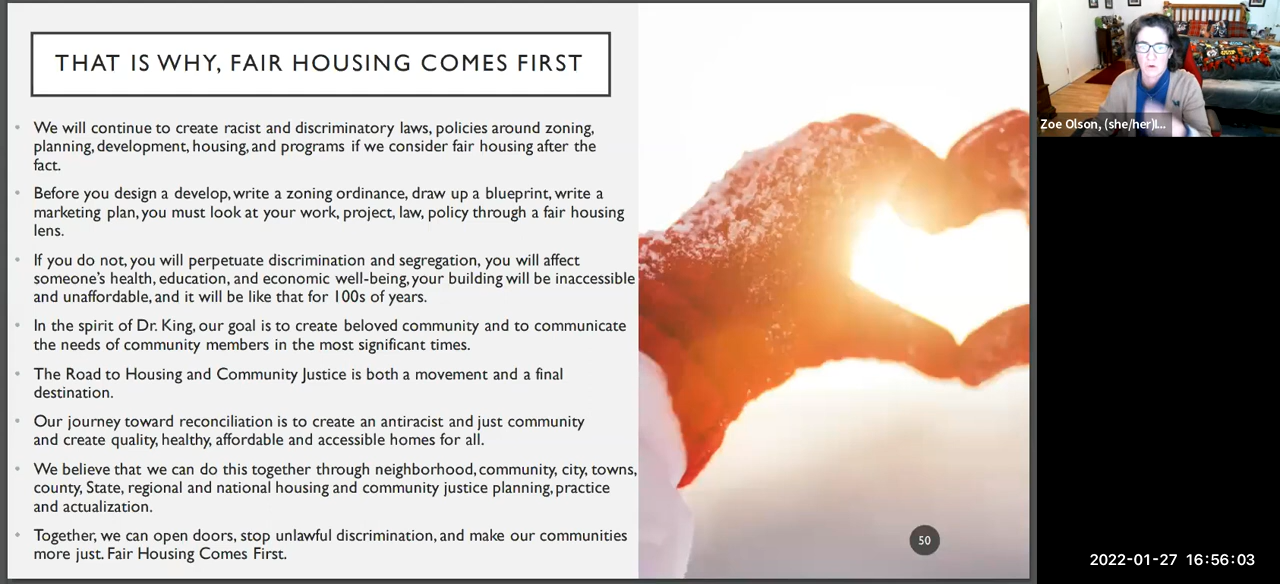 THAT IS WHY, FAIR HOUSING COMES FIRST
• We will continue to create racist and discriminatory laws, policies around zoning,
planning, development, housing, and programs if we consider fair housing after the
fact.
• Before you design a develop, write a zoning ordinance, draw up a blueprint, write a
marketing plan, you must look at your work, project, law, policy through a fair housing
lens.
• If you do not, you will perpetuate discrimination and segregation, you will affect
someone's health, education, and economic well-being, your building will be inaccessible
and unaffordable, and it will be like that for 100s of years.
• In the spirit of Dr. King, our goal is to create beloved community and to communicate
the needs of community members in the most significant times.
• The Road to Housing and Community Justice is both a movement and a final
destination.
• Our journey toward reconciliation is to create an antiracist and just community
and create quality, healthy, affordable and accessible homes for all.
• We believe that we can do this together through neighborhood, community, city, towns,
county, State, regional and national housing and community justice planning, practice
and actualization.
• Together, we can open doors, stop unlawful discrimination, and make our communities
more just. Fair Housing Comes First.
50
Zoe Olson, (she/her)I...
2022-01-27 16:56:03